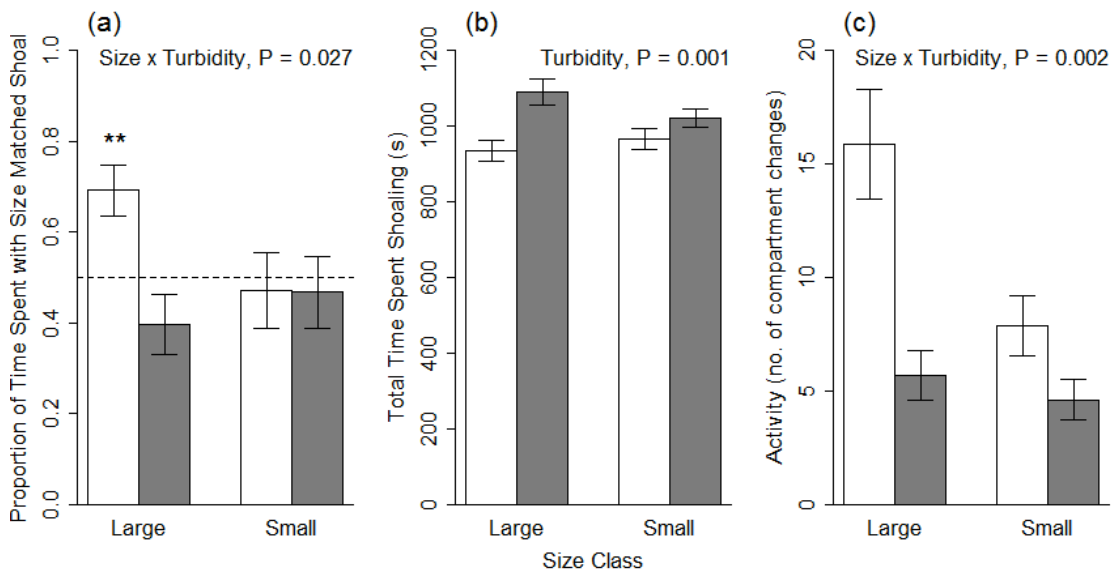 (a)
Size x Turbidity, P = 0.027
Proportion of Time Spent with Size Matched Shoal
1.0
0.8
0.6
0.4
0.2
0.0
**
Large
Small
(b)
Turbidity, P = 0.001
Total Time Spent Shoaling (s)
1200
1000
800
600
400
200
0
Large
Small
Size Class
(c)
Size x Turbidity, P = 0.002
Activity (no. of compartment changes)
20
15
10
5
0
Large
Small